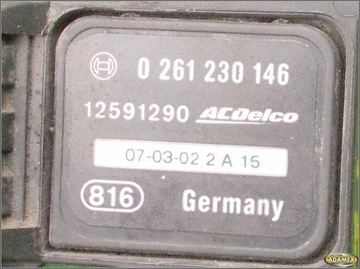 0 261 230 146
12591290 ACDelco
07-03-02 2 A 15
816 Germany
ADAMEX